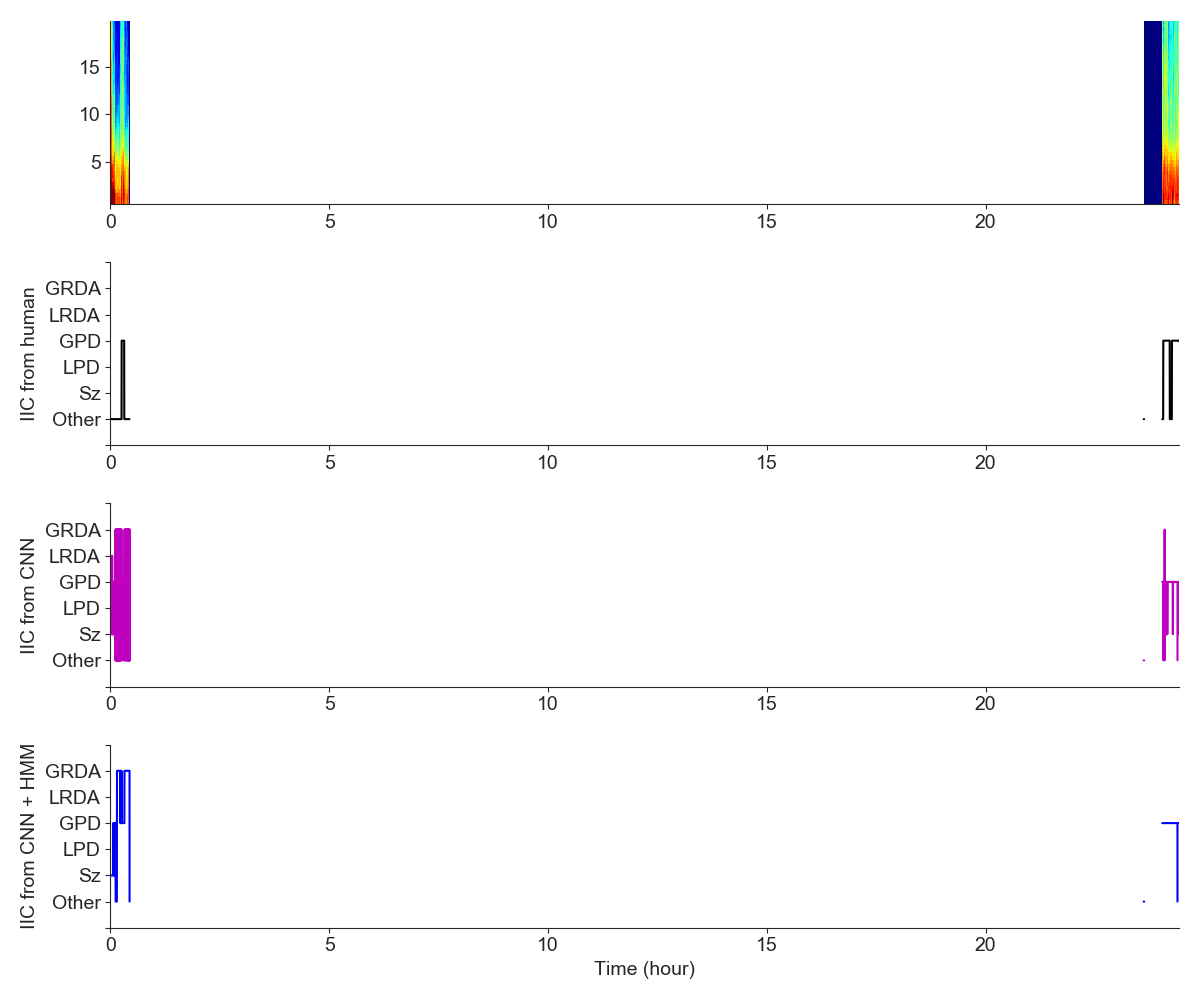 15
10
5
0 5 10 15 20
IIC from human
GRDA
LRDA
GPD
LPD
Sz
Other
0 5 10 15 20
IIC from CNN
GRDA
LRDA
GPD
LPD
Sz
Other
0 5 10 15 20
IIC from CNN + HMM
GRDA
LRDA
GPD
LPD
Sz
Other
0 5 10 15 20
Time (hour)